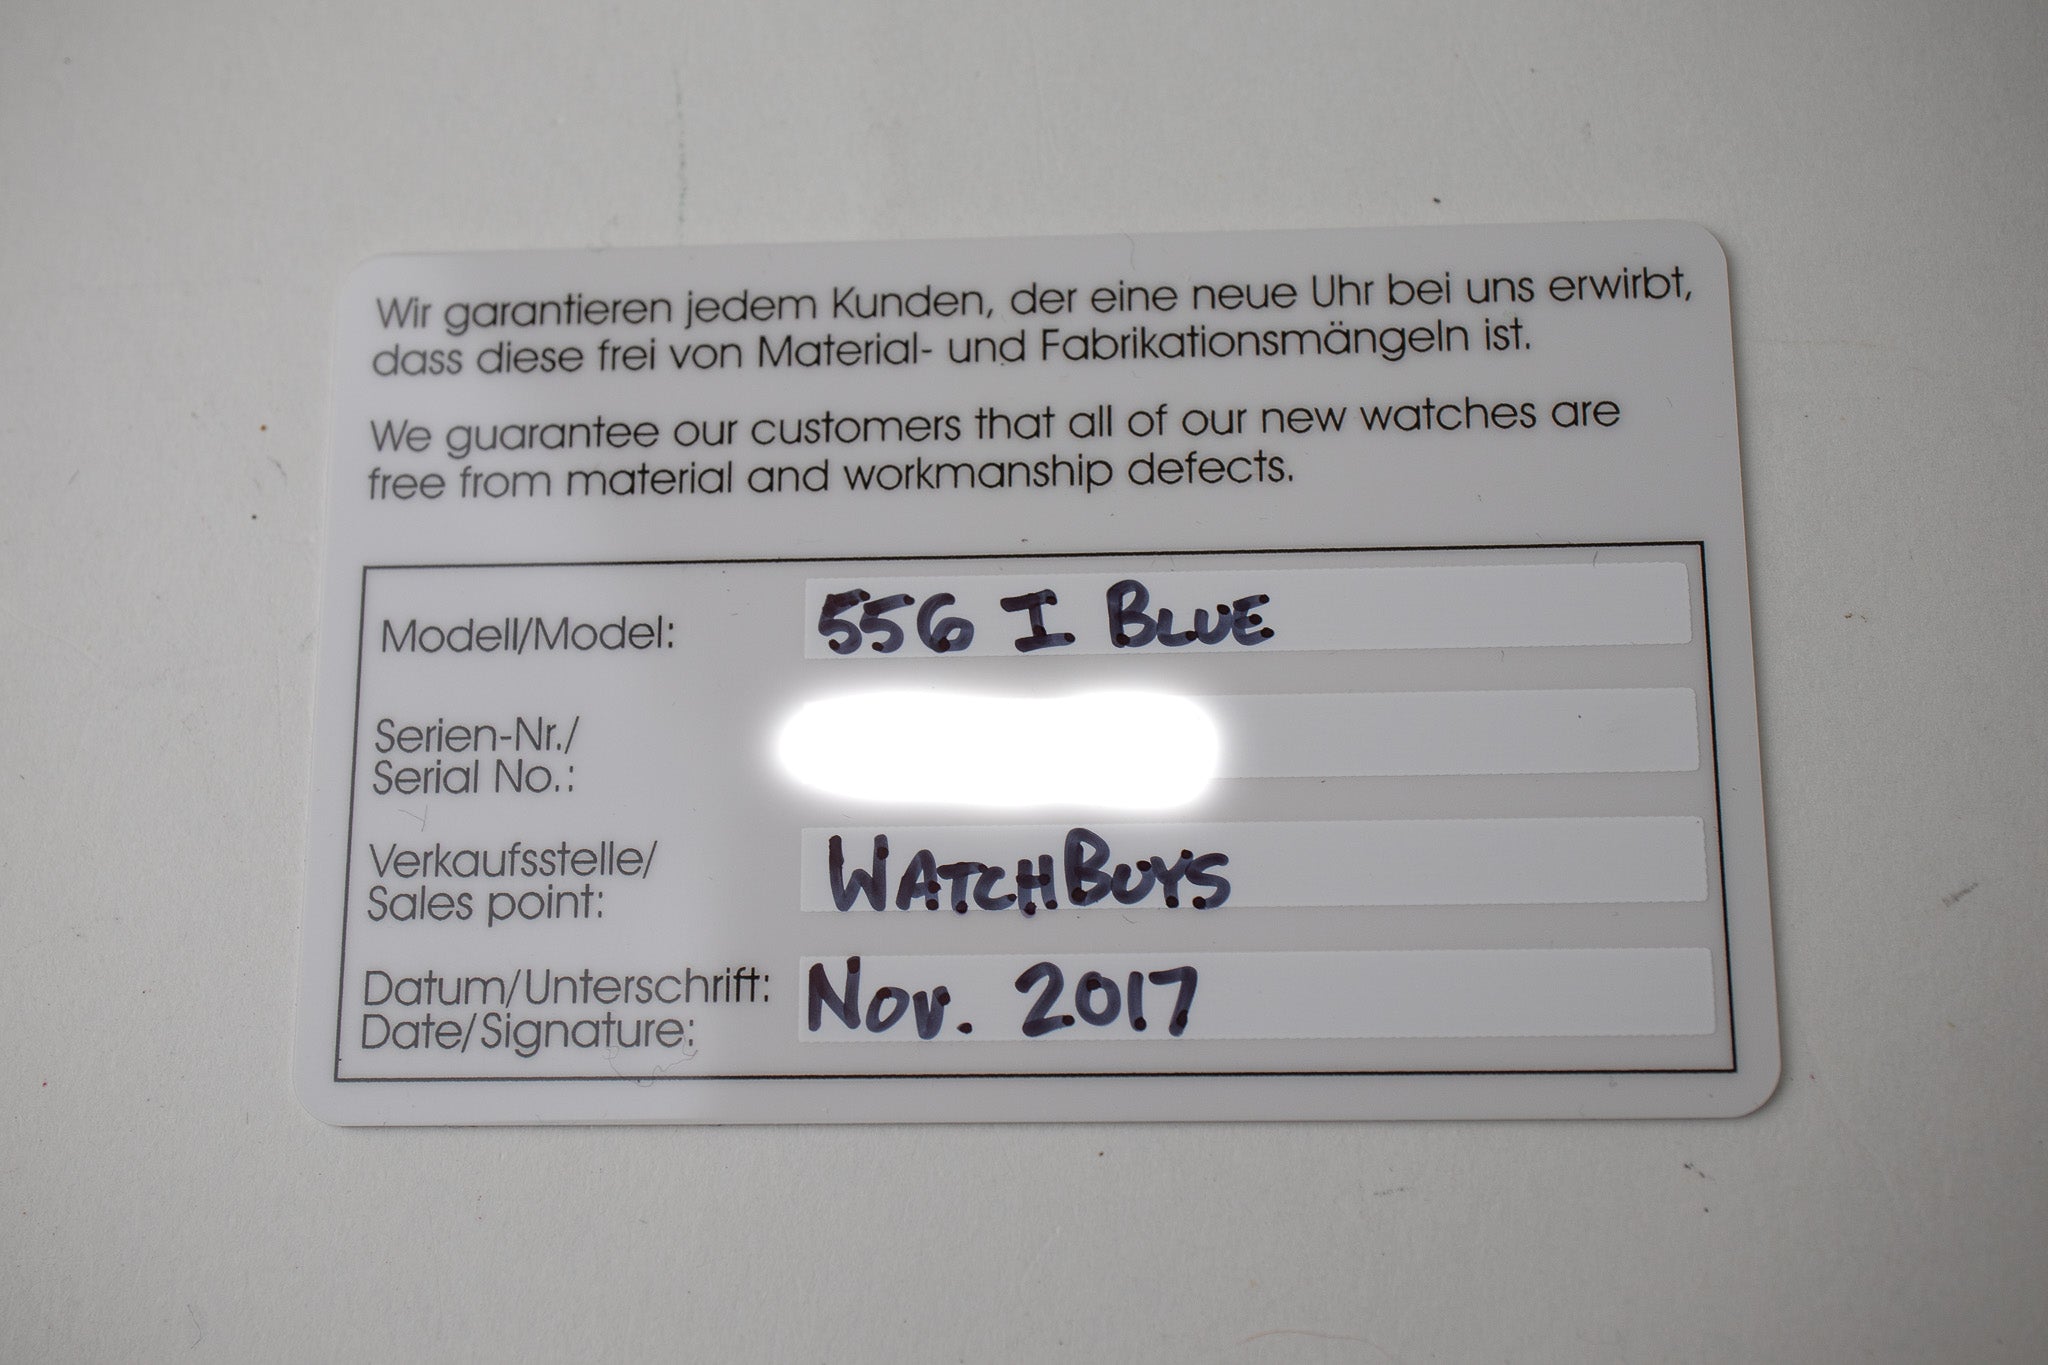 Wir garantieren jedem Kunden, der eine neue Uhr bei uns erwirbt,
dass diese frei von Material- und Fabrikationsmängeln ist.
We guarantee our customers that all of our new watches are
free from material and workmanship defects.
Modell/Model: 556 I BLUE
Serien-Nr./
Serial No.:
Verkaufsstelle/
Sales point: WATCHBUYS
Datum/Unterschrift: Nov. 2017
Date/Signature: